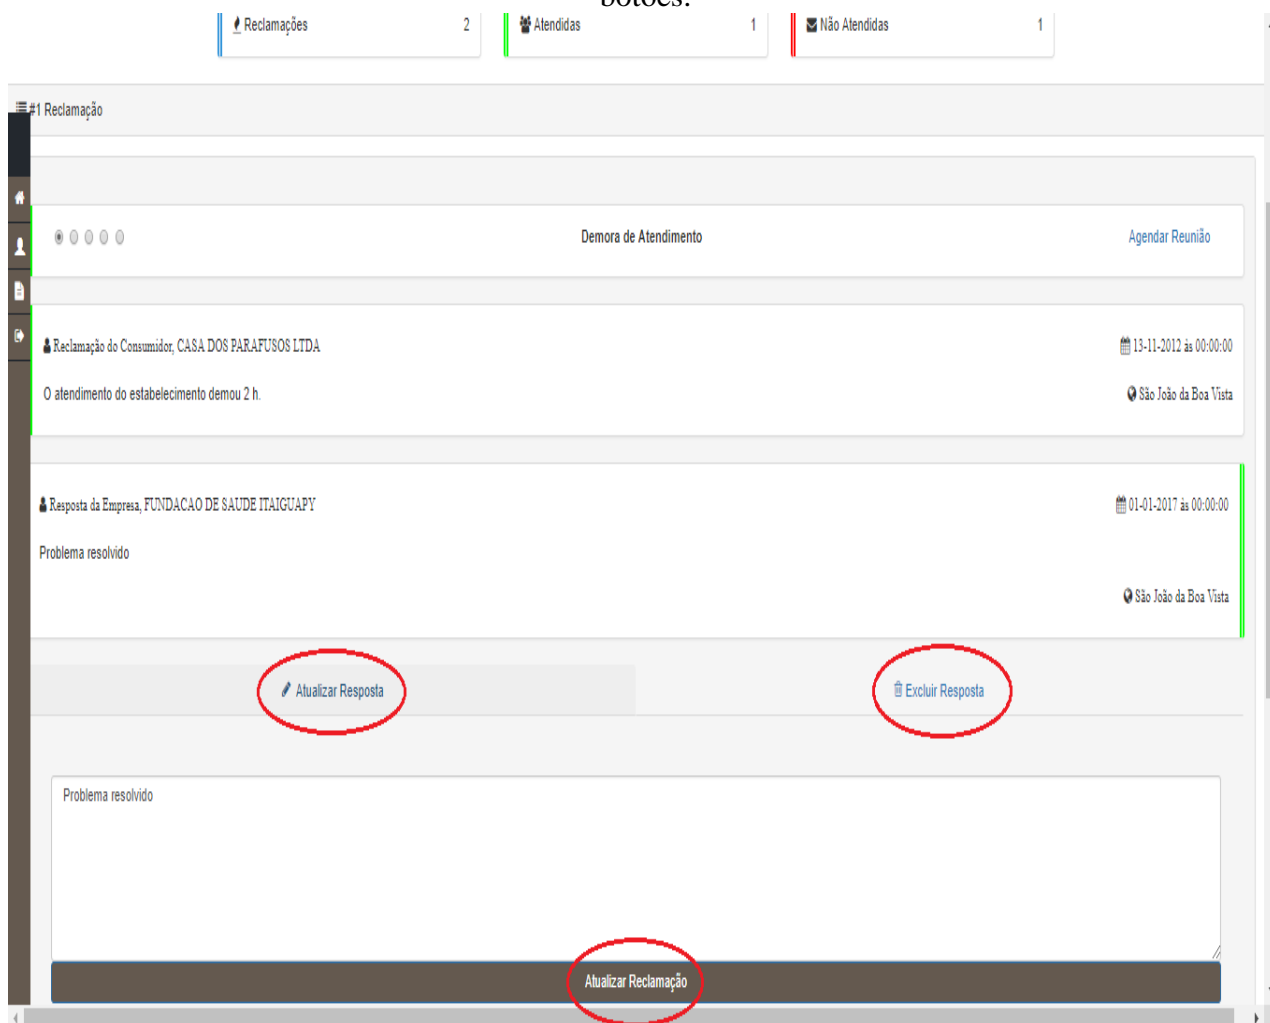 botões.
Reclamações 2 Atendidas 1 Não Atendidas 1
#1 Reclamação
Demora de Atendimento Agendar Reunião
Reclamação do Consumidor, CASA DOS PARAFUSOS LTDA 13-11-2012 às 00:00:00
O atendimento do estabelecimento demou 2 h. São João da Boa Vista
Resposta da Empresa, FUNDACAO DE SAUDE ITAIGUAPY 01-01-2017 às 00:00:00
Problema resolvido
São João da Boa Vista
Atualizar Resposta Excluir Resposta
Problema resolvido
Atualizar Reclamação